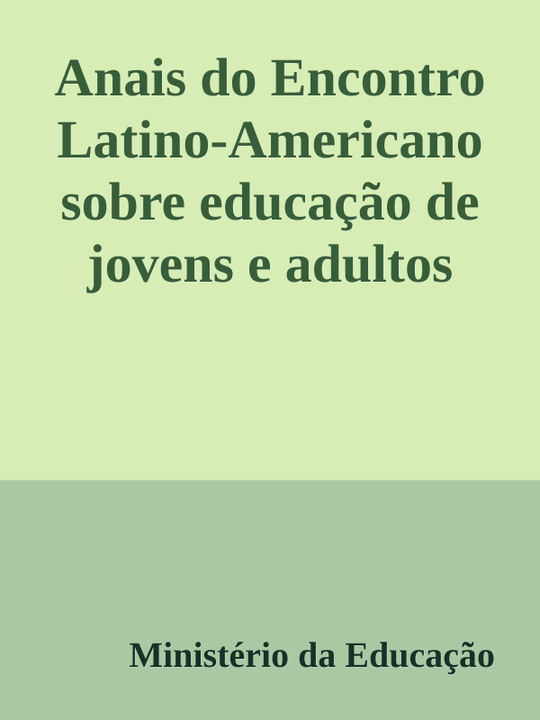 Anais do Encontro
Latino-Americano
sobre educação de
jovens e adultos
Ministério da Educação